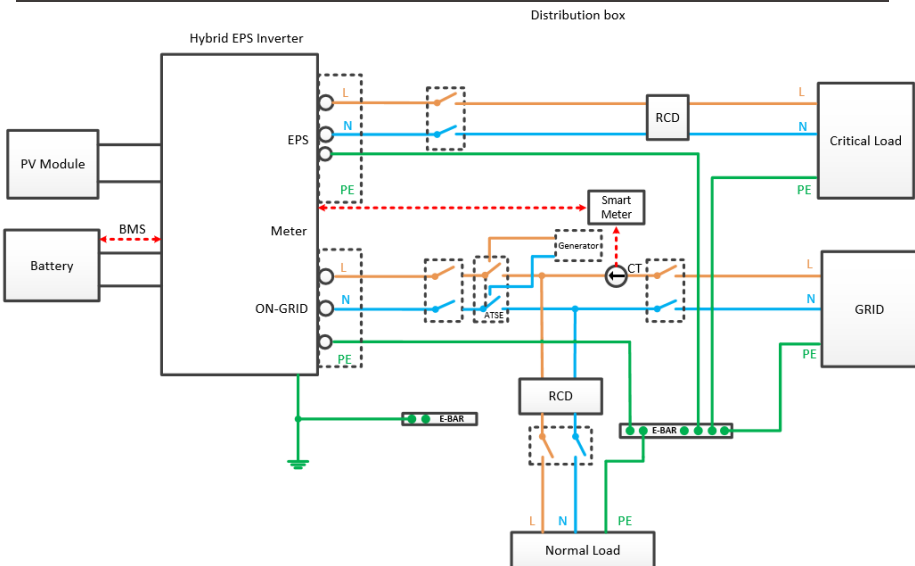 Distribution box
Hybrid EPS Inverter
L
L
RCD
N
N
EPS
Critical Load
PV Module
PE
PE
Smart
Meter
BMS
Meter
Generator
Battery
L
CT
L
N
N
ON-GRID
ATSE
GRID
PE
PE
RCD
E-BAR
E-BAR
L
N
PE
Normal Load